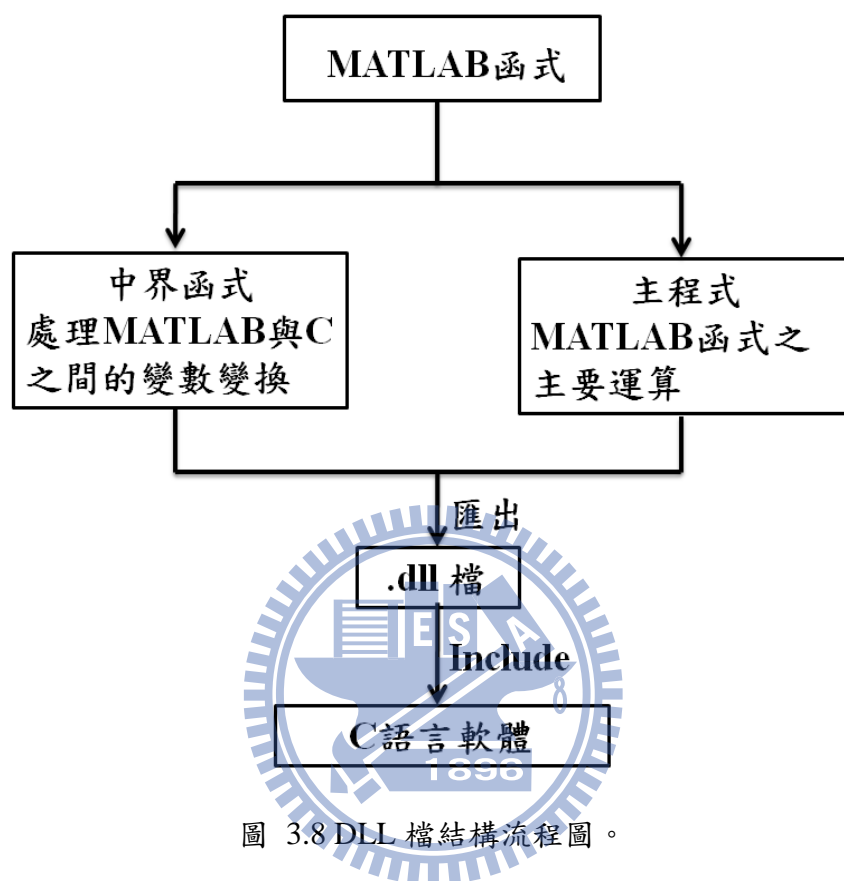 MATLAB函式
中界函式
處理MATLAB與C
之間的變數變換
主程式
MATLAB函式之
主要運算
匯出
.dll 檔
ES
A
Include
C語言軟體
1896
圖 3.8 DLL 檔結構流程圖。